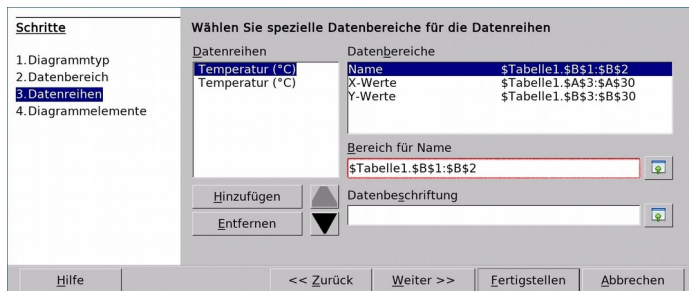 Schritte
1.Diagrammtyp
2.Datenbereich
3.Datenreihen
4.Diagrammelemente
Wählen Sie spezielle Datenbereiche für die Datenreihen
Datenreihen
Temperatur (°C)
Temperatur (°C)
Datenbereiche
Name $Tabelle1.$B$1:$B$2
X-Werte $Tabelle1.$A$3:$A$30
Y-Werte $Tabelle1.$B$3:$B$30
Bereich für Name
$Tabelle1.$B$1:$B$2
Hinzufügen
Entfernen
Datenbeschriftung
Hilfe << Zurück Weiter >> Fertigstellen Abbrechen